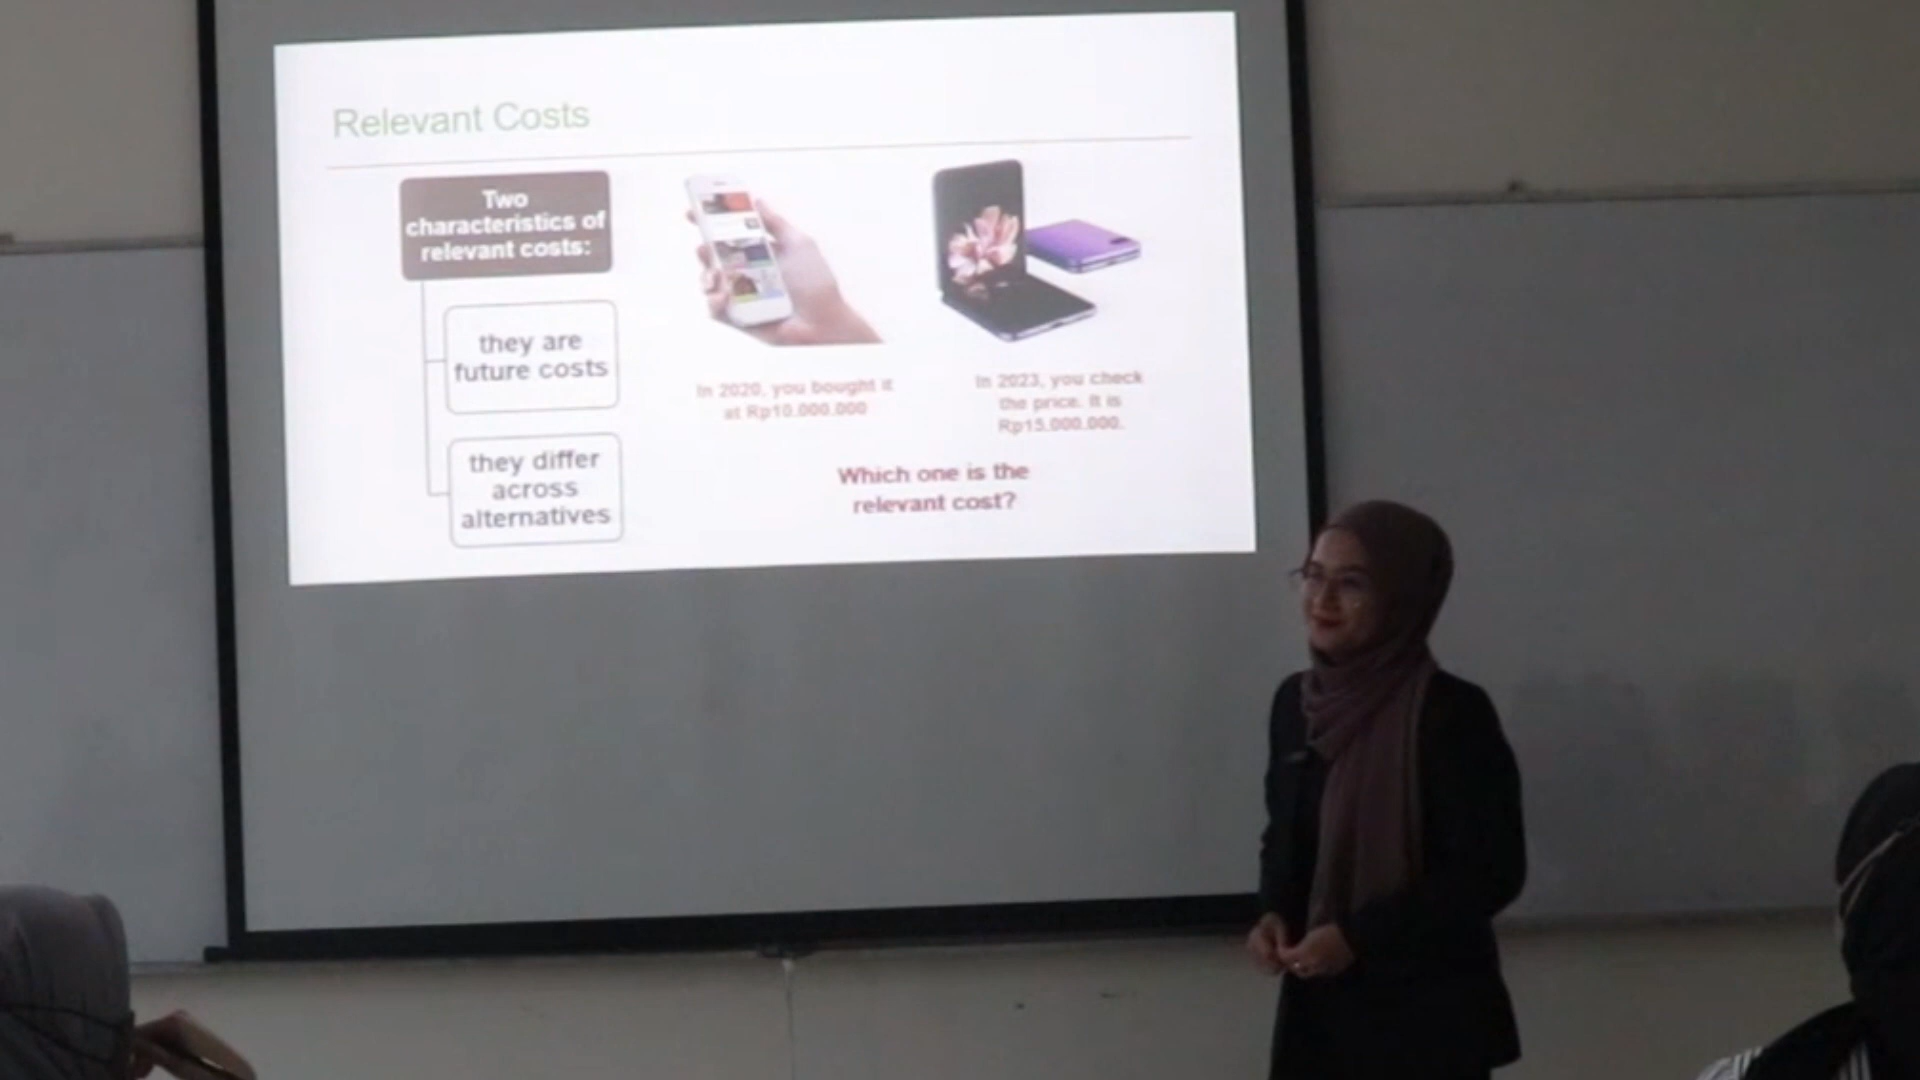 Relevant Costs
Two
characteristics of
relevant costs:
they are
future costs
they differ
across
alternatives
In 2020, you bought it
at Rp10.000.000
In 2023, you check
the price. It is
Rp15.000.000.
Which one is the
relevant cost?